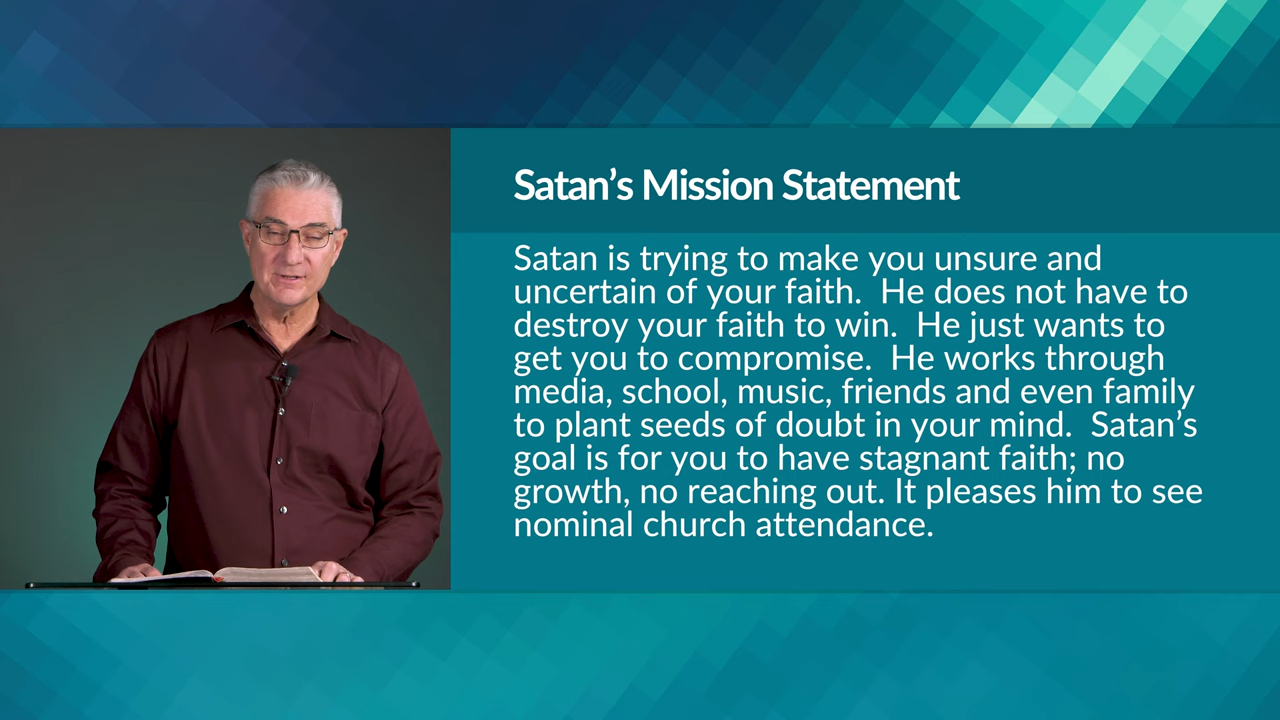 Satan’s Mission Statement
Satan is trying to make you unsure and
uncertain of your faith.  He does not have to
destroy your faith to win.  He just wants to
get you to compromise.  He works through
media, school, music, friends and even family
to plant seeds of doubt in your mind.  Satan’s
goal is for you to have stagnant faith; no
growth, no reaching out. It pleases him to see
nominal church attendance.